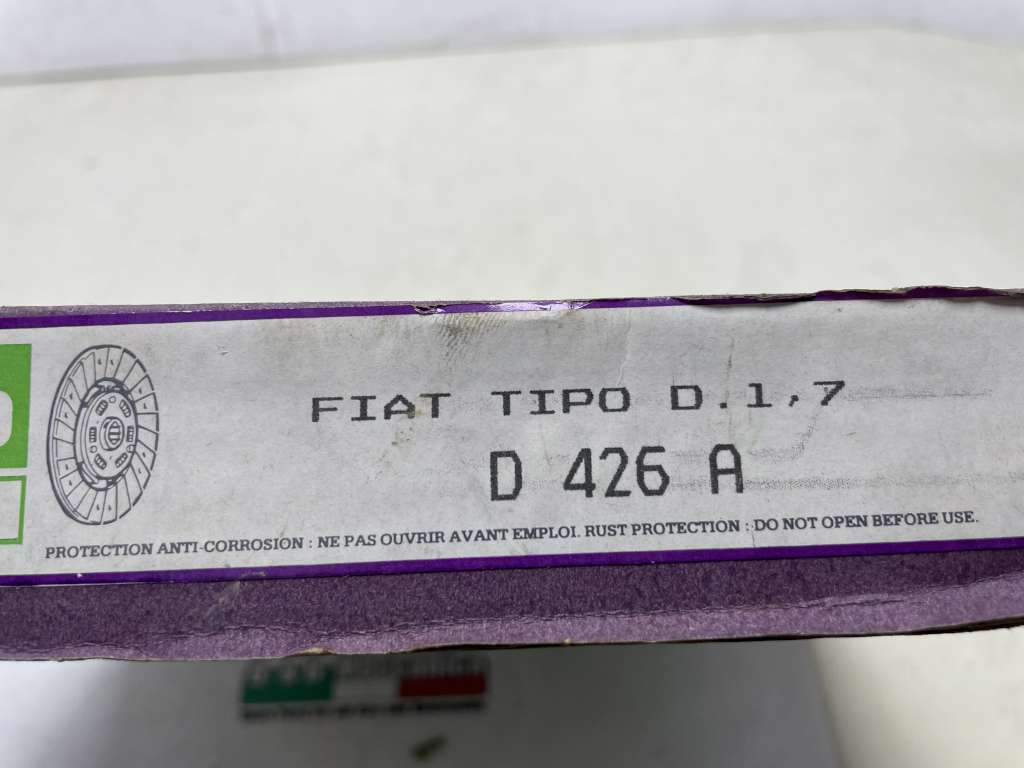 FIAT TIPO D.1,7
D 426 A
PROTECTION ANTI-CORROSION : NE PAS OUVRIR AVANT EMPLOI. RUST PROTECTION : DO NOT OPEN BEFORE USE.